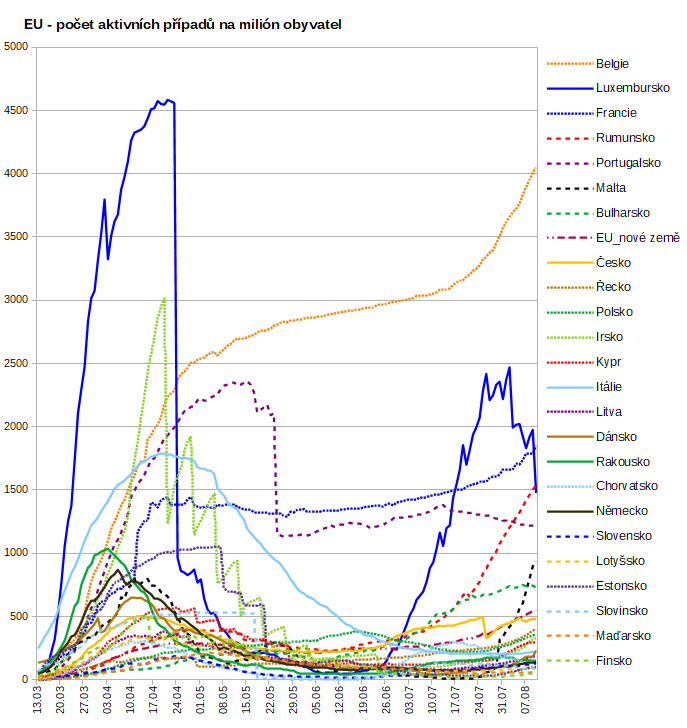 EU - počet aktivních případů na milión obyvatel
5000
4500
4000
3500
3000
2500
2000
1500
1000
500
0
13.03
20.03
27.03
03.04
10.04
17.04
24.04
01.05
08.05
15.05
22.05
29.05
05.06
12.06
19.06
26.06
03.07
10.07
17.07
24.07
31.07
07.08
Belgie
Luxembursko
Francie
Rumunsko
Portugalsko
Malta
Bulharsko
EU_nové země
Česko
Řecko
Polsko
Irsko
Kypr
Itálie
Litva
Dánsko
Rakousko
Chorvatsko
Německo
Slovensko
Lotyšsko
Estonsko
Slovinsko
Maďarsko
Finsko